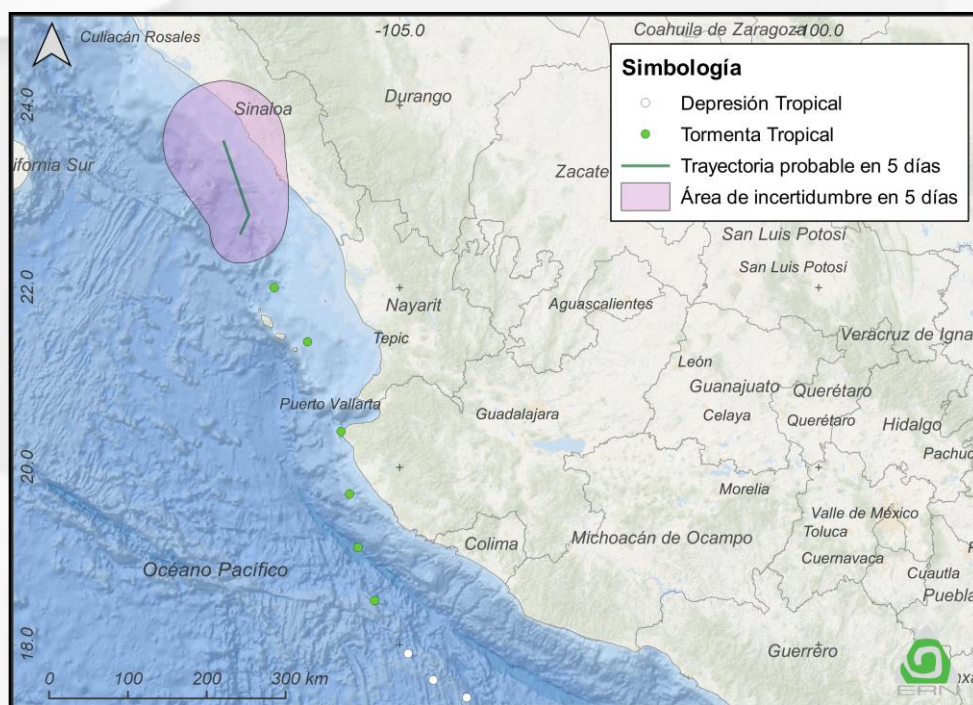 Culiacán Rosales
-105.0
Coahuila de Zaragoza
-100.0
Simbología
Depresión Tropical
Tormenta Tropical
Trayectoria probable en 5 días
Área de incertidumbre en 5 días
24.0
Sinaloa
Durango
ifornia Sur
Zacate
San Luis Potosí
San Luis Potosí
22.0
Nayarit
Aguascalientes
Tepic
Veracruz de Igna
León
Guanajuato
Querétaro
Puerto Vallarta
Guadalajara
Celaya
Querétaro
Hidalgo
20.0
Pachuc
Morelia
Valle de México
Toluca
Colima
Michoacán de Ocampo
Cuernavaca
Océano Pacífico
Cuautla
Puebla
18.0
Guerrero
0 100 200 300 km
ERN